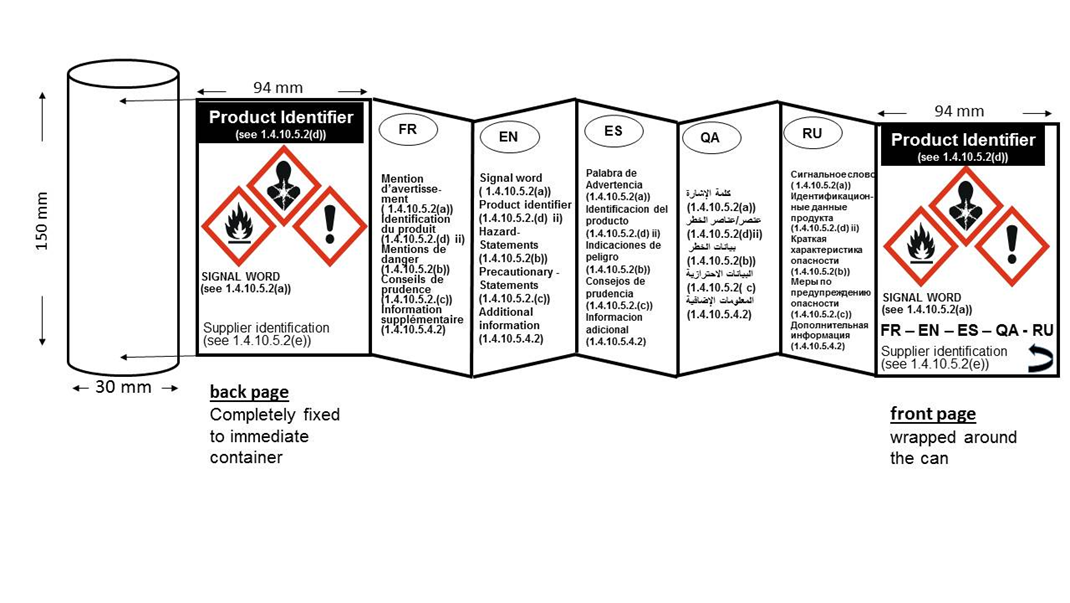 150 mm
30 mm
94 mm
Product Identifier
(see 1.4.10.5.2(d))
SIGNAL WORD
(see 1.4.10.5.2(a))
Supplier identification
(see 1.4.10.5.2(e))
back page
Completely fixed
to immediate
container
FR
Mention
d'avertisse-
ment
( 1.4.10.5.2(a))
Identification
du produit
(1.4.10.5.2.(d) ii)
Mentions de
danger
(1.4.10.5.2(b))
Conseils de
prudence
(1.4.10.5.2.(c))
Information
supplémentaire
(1.4.10.5.4.2)
EN
Signal word
( 1.4.10.5.2(a))
Product identifier
(1.4.10.5.2.(d) ii)
Hazard-
Statements
(1.4.10.5.2(b))
Precautionary -
Statements
(1.4.10.5.2.(c))
Additional
information
(1.4.10.5.4.2)
ES
Palabra de
Advertencia
(1.4.10.5.2(a))
Identificacion del
producto
(1.4.10.5.2.(d) ii)
Indicaciones de
peligro
(1.4.10.5.2(b))
Consejos de
prudencia
(1.4.10.5.2.(c))
Informacion
adicional
(1.4.10.5.4.2)
QA
كلمة الإشارة
(1.4.10.5.2(a))
عنصر/عناصر الخطر
(1.4.10.5.2(d)ii)
بيانات الخطر
(1.4.10.5.2(b))
البيانات الاحترازية
(1.4.10.5.2( c)
المعلومات الإضافية
(1.4.10.5.4.2)
RU
Сигнальное слово
( 1.4.10.5.2(a))
Идентификацион-
ные данные
продукта
(1.4.10.5.2.(d) ii)
Краткая
характеристика
опасности
(1.4.10.5.2(b))
Меры по
предупреждению
опасности
(1.4.10.5.2.(c))
Дополнительная
информация
(1.4.10.5.4.2)
94 mm
Product Identifier
(see 1.4.10.5.2(d))
SIGNAL WORD
(see 1.4.10.5.2(a))
FR – EN – ES – QA - RU
Supplier identification
(see 1.4.10.5.2(e))
front page
wrapped around
the can